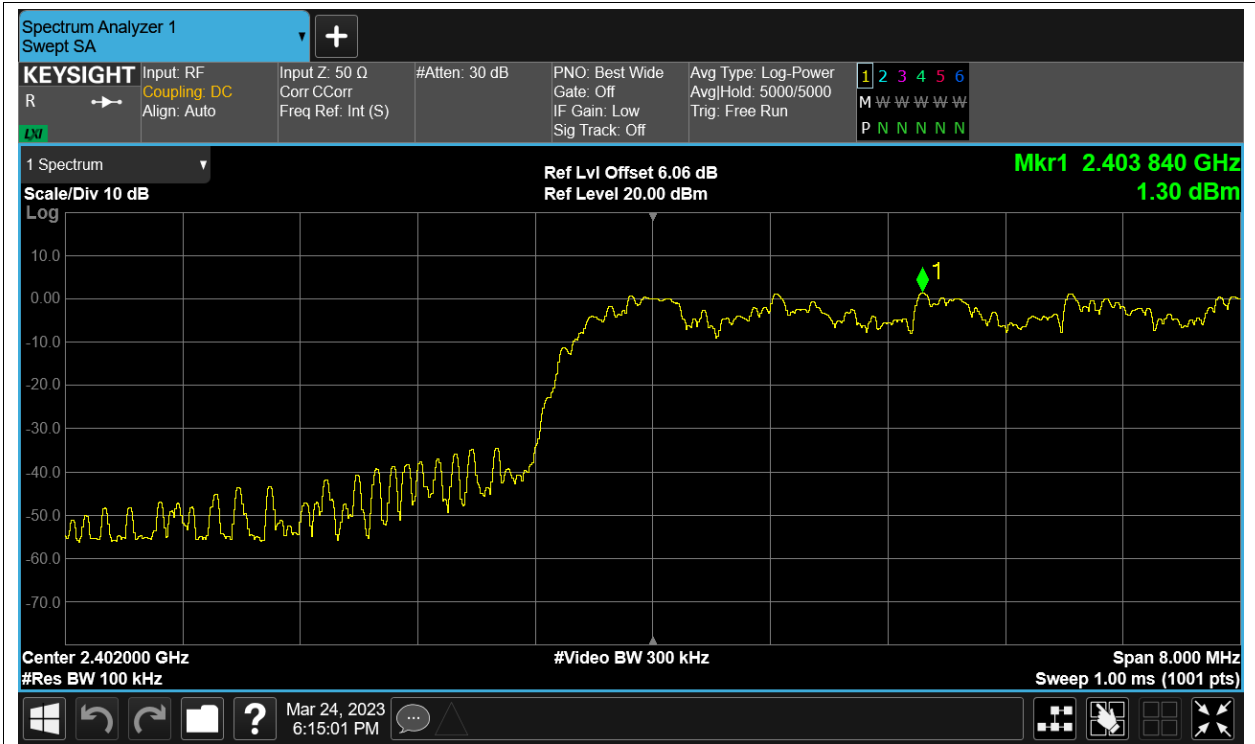 Spectrum Analyzer 1
Swept SA
KEYSIGHT
R
LXI
Input: RF
Coupling: DC
Align: Auto
Input Z: 50 Ω
Corr CCorr
Freq Ref: Int (S)
#Atten: 30 dB
PNO: Best Wide
Gate: Off
IF Gain: Low
Sig Track: Off
Avg Type: Log-Power
Avg|Hold: 5000/5000
Trig: Free Run
1 2 3 4 5 6
M W W W W W
P N N N N N
1 Spectrum
Scale/Div 10 dB
Log
Ref Lvl Offset 6.06 dB
Ref Level 20.00 dBm
Mkr1 2.403 840 GHz
1.30 dBm
10.0
0.00
-10.0
-20.0
-30.0
-40.0
-50.0
-60.0
-70.0
1
Center 2.402000 GHz
#Res BW 100 kHz
#Video BW 300 kHz
Span 8.000 MHz
Sweep 1.00 ms (1001 pts)
?
Mar 24, 2023
6:15:01 PM